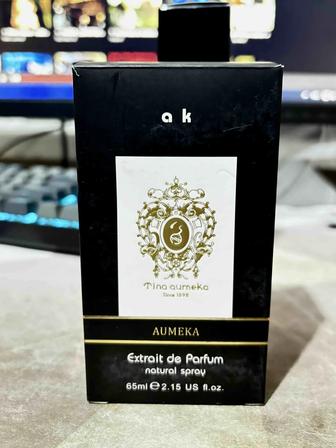 a k
Tina aumeka
Since 1898
AUMEKA
Extrait de Parfum
natural spray
65ml ℮ 2.15 US fl.oz.